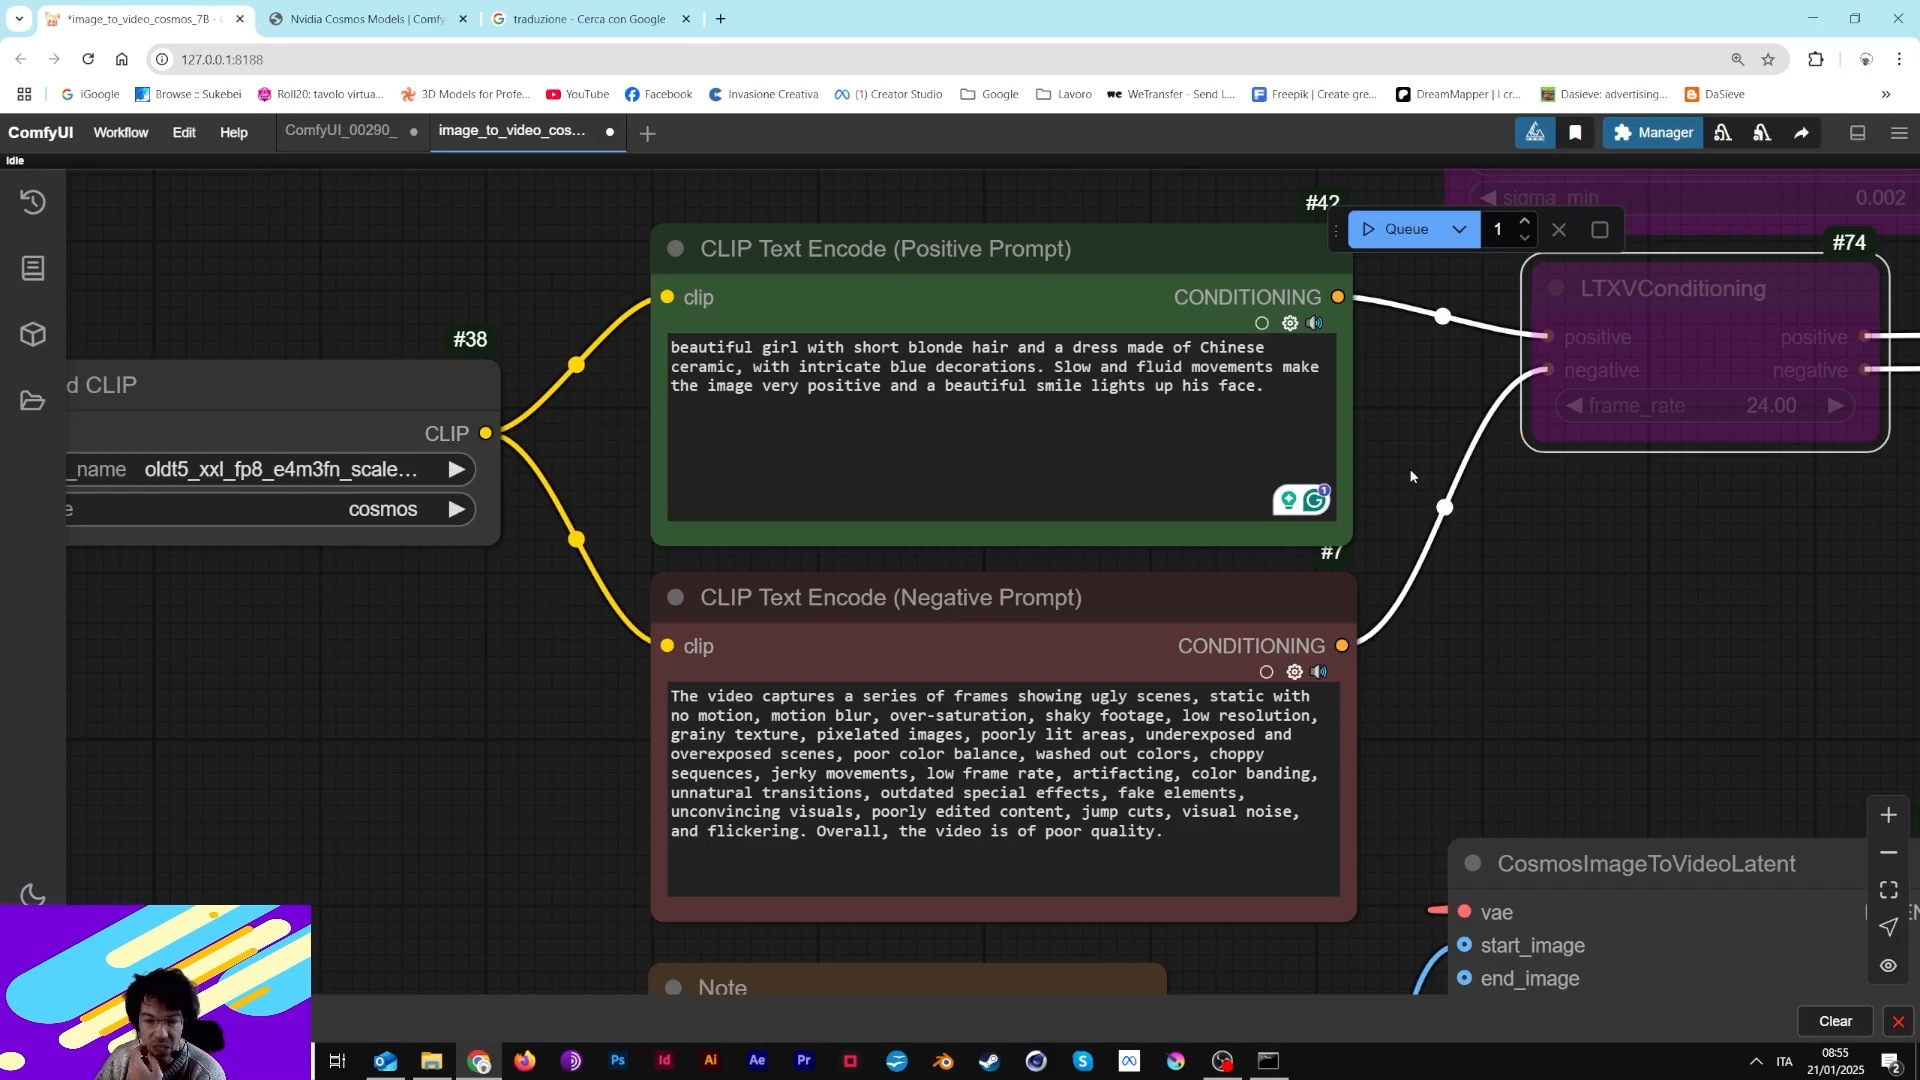 *image_to_video_cosmos_7B -
Nvidia Cosmos Models | Comfy
traduzione - Cerca con Google
127.0.0.1:8188
iGoogle
Browse :: Sukebei
Roll20: tavolo virtua...
3D Models for Profe...
YouTube
Facebook
Invasione Creativa
(1) Creator Studio
Google
Lavoro
WeTransfer - Send L...
Freepik | Create gre...
DreamMapper | I cr...
Dasieve: advertising...
DaSieve
ComfyUI
Workflow
Edit
Help
ComfyUI_00290_
image_to_video_cos...
Manager
Idle
sigma_min
0.002
#42
Queue
1
#74
CLIP Text Encode (Positive Prompt)
LTXVConditioning
clip
CONDITIONING
positive
positive
negative
negative
frame_rate
24.00
beautiful girl with short blonde hair and a dress made of Chinese
ceramic, with intricate blue decorations. Slow and fluid movements make
the image very positive and a beautiful smile lights up his face.
#38
d CLIP
CLIP
_name
oldt5_xxl_fp8_e4m3fn_scale...
e
cosmos
1
#7
CLIP Text Encode (Negative Prompt)
clip
CONDITIONING
The video captures a series of frames showing ugly scenes, static with
no motion, motion blur, over-saturation, shaky footage, low resolution,
grainy texture, pixelated images, poorly lit areas, underexposed and
overexposed scenes, poor color balance, washed out colors, choppy
sequences, jerky movements, low frame rate, artifacting, color banding,
unnatural transitions, outdated special effects, fake elements,
unconvincing visuals, poorly edited content, jump cuts, visual noise,
and flickering. Overall, the video is of poor quality.
CosmosImageToVideoLatent
vae
start_image
end_image
Note
Clear
Ps
Id
Ai
Ae
Pr
ITA
08:55
21/01/2025
2